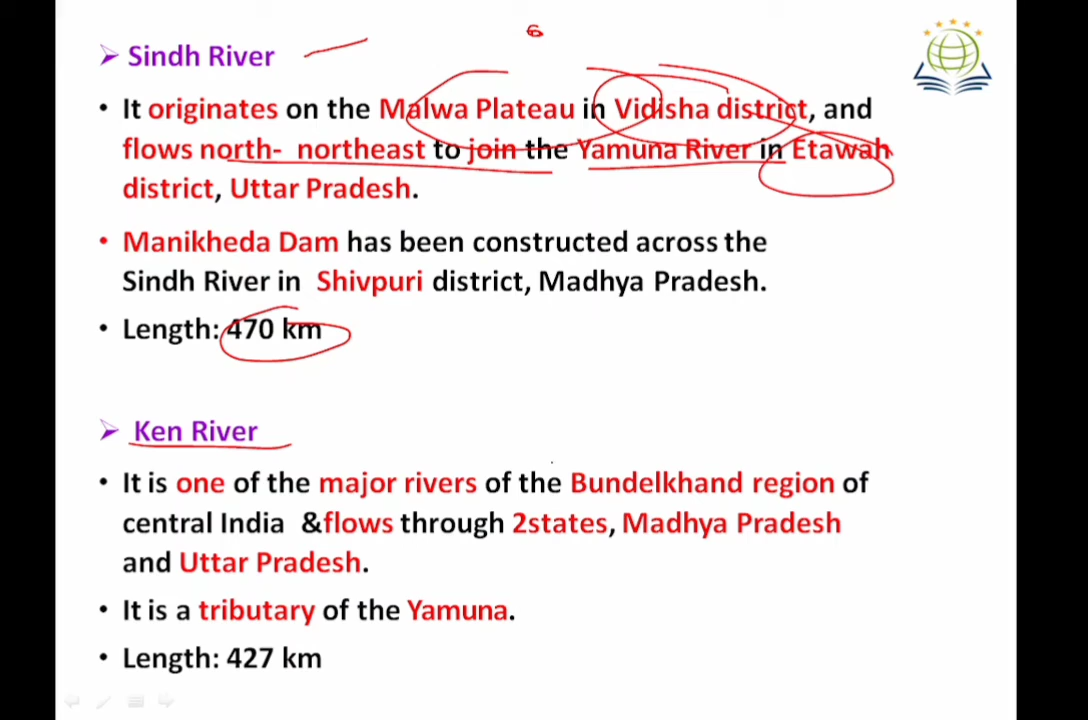 ➢ Sindh River
• It originates on the Malwa Plateau in Vidisha district, and
flows north- northeast to join the Yamuna River in Etawah
district, Uttar Pradesh.
• Manikheda Dam has been constructed across the
Sindh River in Shivpuri district, Madhya Pradesh.
• Length: 470 km
➢ Ken River
• It is one of the major rivers of the Bundelkhand region of
central India &flows through 2states, Madhya Pradesh
and Uttar Pradesh.
• It is a tributary of the Yamuna.
• Length: 427 km